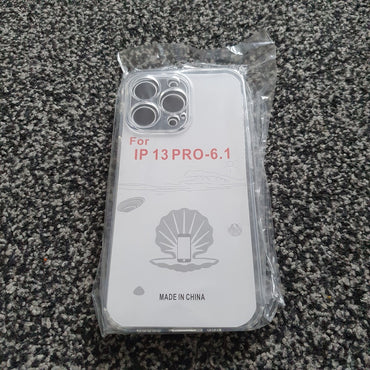 For
IP 13 PRO-6.1
MADE IN CHINA